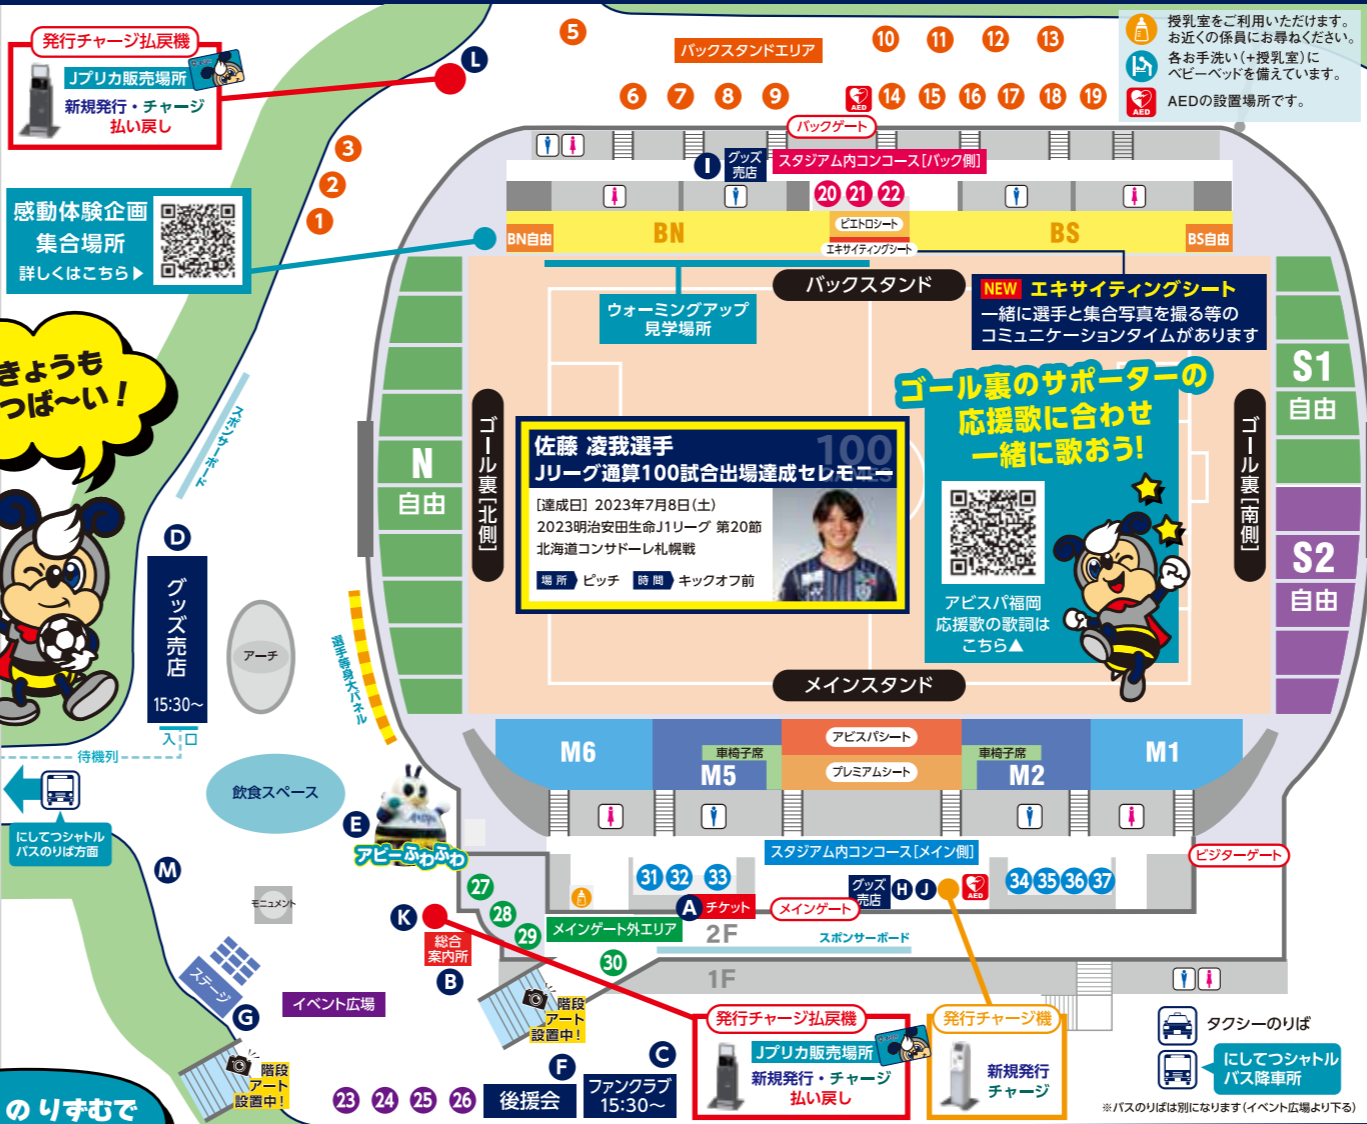 発行チャージ払戻機
Jプリカ販売場所
新規発行・チャージ
払い戻し
L
5
バックスタンドエリア
10
11
12
13
6
7
8
9
AED
14
15
16
17
18
19
授乳室をご利用いただけます。
お近くの係員にお尋ねください。
各お手洗い(+授乳室)に
ベビーベッドを備えています。
AED
AEDの設置場所です。
3
2
1
バックゲート
I
グッズ
売店
スタジアム内コンコース[バック側]
20
21
22
感動体験企画
集合場所
詳しくはこちら▶
BN自由
BN
ピエトロシート
エキサイティングシート
BS
BS自由
バックスタンド
ウォーミングアップ
見学場所
NEW エキサイティングシート
一緒に選手と集合写真を撮る等の
コミュニケーションタイムがあります
きょうも
つば〜い!
スポンサーボード
N
自由
ゴール裏[北側]
佐藤 凌我選手
100
GAMES
Jリーグ通算100試合出場達成セレモニー
[達成日] 2023年7月8日(土)
2023明治安田生命J1リーグ 第20節
北海道コンサドーレ札幌戦
場所 ピッチ 時間 キックオフ前
ゴール裏のサポーターの
応援歌に合わせ
一緒に歌おう!
アビスパ福岡
応援歌の歌詞は
こちら▲
ゴール裏[南側]
S1
自由
S2
自由
D
グッズ売店
15:30〜
入口
待機列
にしてつシャトル
バスのりば方面
アーチ
選手等身大パネル
飲食スペース
E
アビーふわふわ
メインスタンド
M6
車椅子席
M5
アビスパシート
プレミアムシート
車椅子席
M2
M1
スタジアム内コンコース[メイン側]
ビジターゲート
31
32
33
グッズ
売店
H
J
AED
34
35
36
37
A
チケット
メインゲート
27
28
29
メインゲート外エリア
30
2F
スポンサーボード
1F
M
モニュメント
K
総合
案内所
B
ステージ
G
イベント広場
階段
アート
設置中!
階段
アート
設置中!
23
24
25
26
F
後援会
C
ファンクラブ
15:30〜
発行チャージ払戻機
Jプリカ販売場所
新規発行・チャージ
払い戻し
発行チャージ機
新規発行
チャージ
タクシーのりば
にしてつシャトル
バス降車所
※バスのりばは別になります(イベント広場より下る)
の りずむで